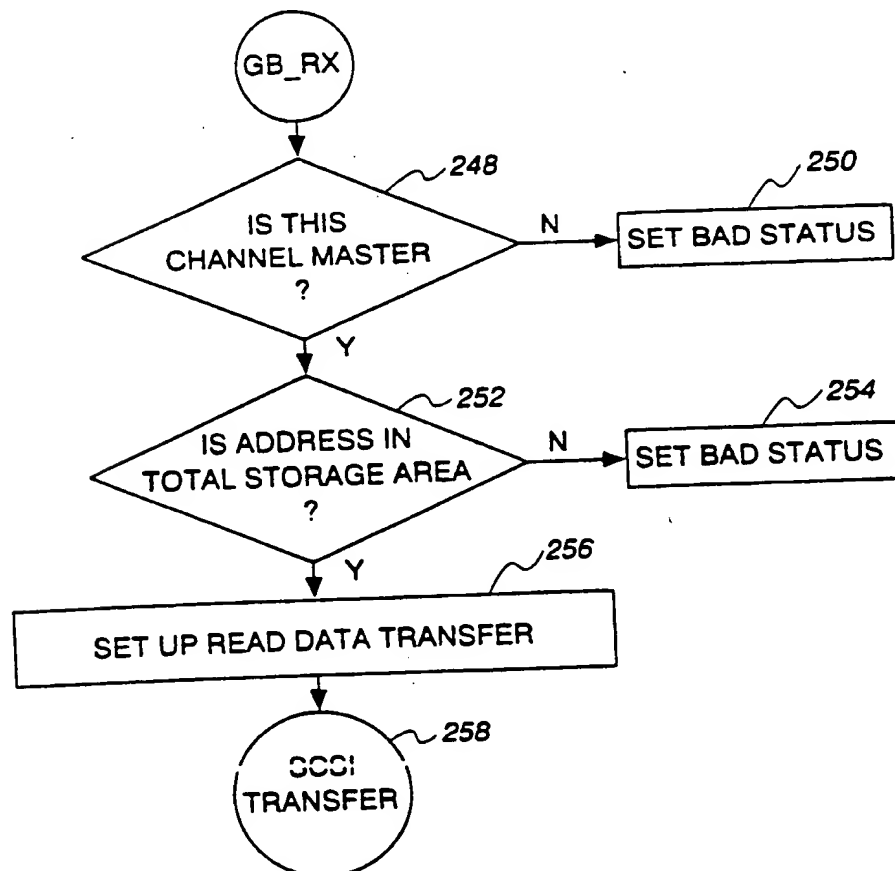 GB_RX
248
IS THIS
CHANNEL MASTER
?
N
250
SET BAD STATUS
Y
252
IS ADDRESS IN
TOTAL STORAGE AREA
?
N
254
SET BAD STATUS
Y
256
SET UP READ DATA TRANSFER
258
SCSI
TRANSFER